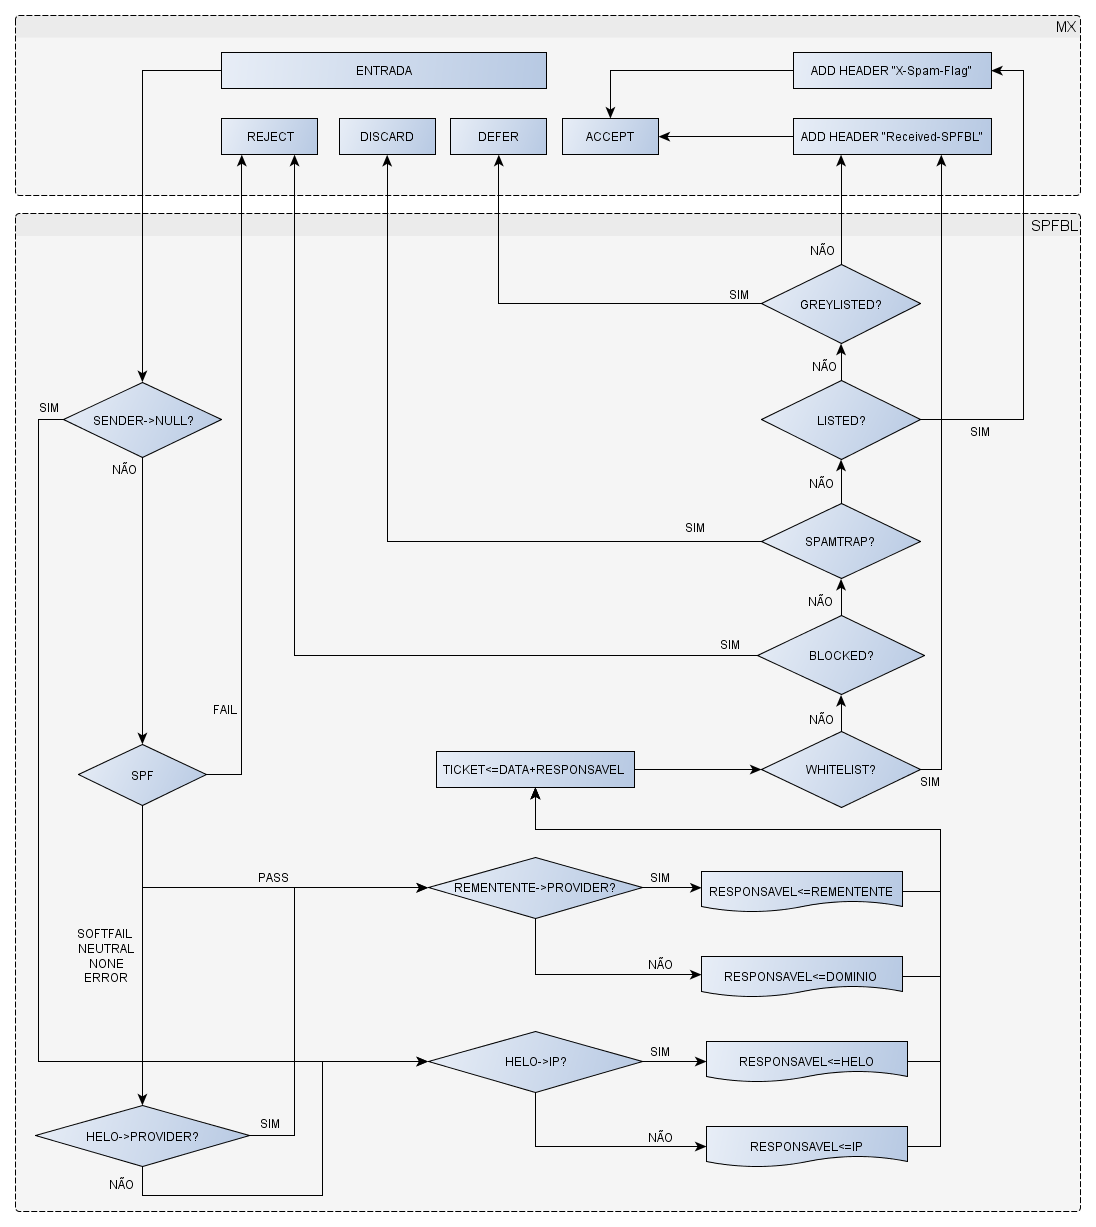 MX
ENTRADA
ADD HEADER "X-Spam-Flag"
REJECT
DISCARD
DEFER
ACCEPT
ADD HEADER "Received-SPFBL"
SPFBL
NÃO
SIM
GREYLISTED?
NÃO
SIM
SENDER->NULL?
LISTED?
SIM
NÃO
NÃO
SIM
SPAMTRAP?
NÃO
SIM
BLOCKED?
FAIL
NÃO
SPF
TICKET<=DATA+RESPONSAVEL
WHITELIST?
SIM
PASS
REMENTENTE->PROVIDER?
SIM
RESPONSAVEL<=REMENTENTE
SOFTFAIL
NEUTRAL
NONE
ERROR
NÃO
RESPONSAVEL<=DOMINIO
HELO->IP?
SIM
RESPONSAVEL<=HELO
HELO->PROVIDER?
SIM
NÃO
RESPONSAVEL<=IP
NÃO